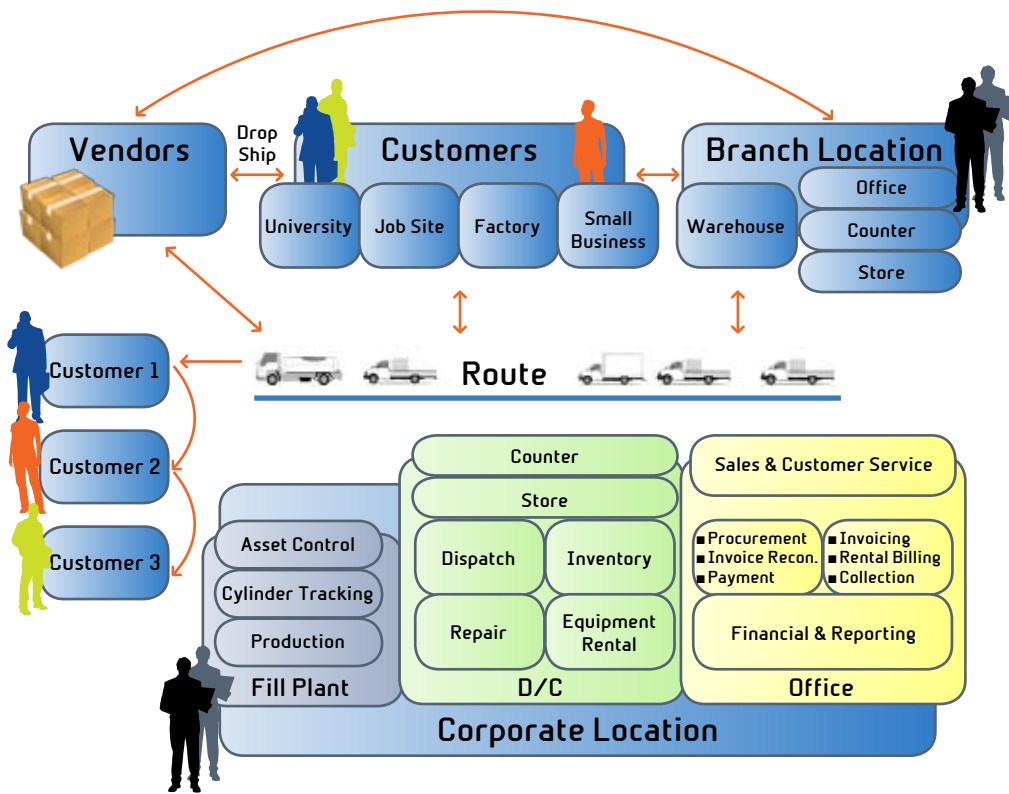 Vendors
Drop
Ship
Customers
Branch Location
University
Job Site
Factory
Small
Business
Warehouse
Office
Counter
Store
Customer 1
Customer 2
Customer 3
Route
Counter
Store
Dispatch
Inventory
Repair
Equipment
Rental
D/C
Asset Control
Cylinder Tracking
Production
Fill Plant
Sales & Customer Service
■ Procurement
■ Invoice Recon.
■ Payment
■ Invoicing
■ Rental Billing
■ Collection
Financial & Reporting
Office
Corporate Location